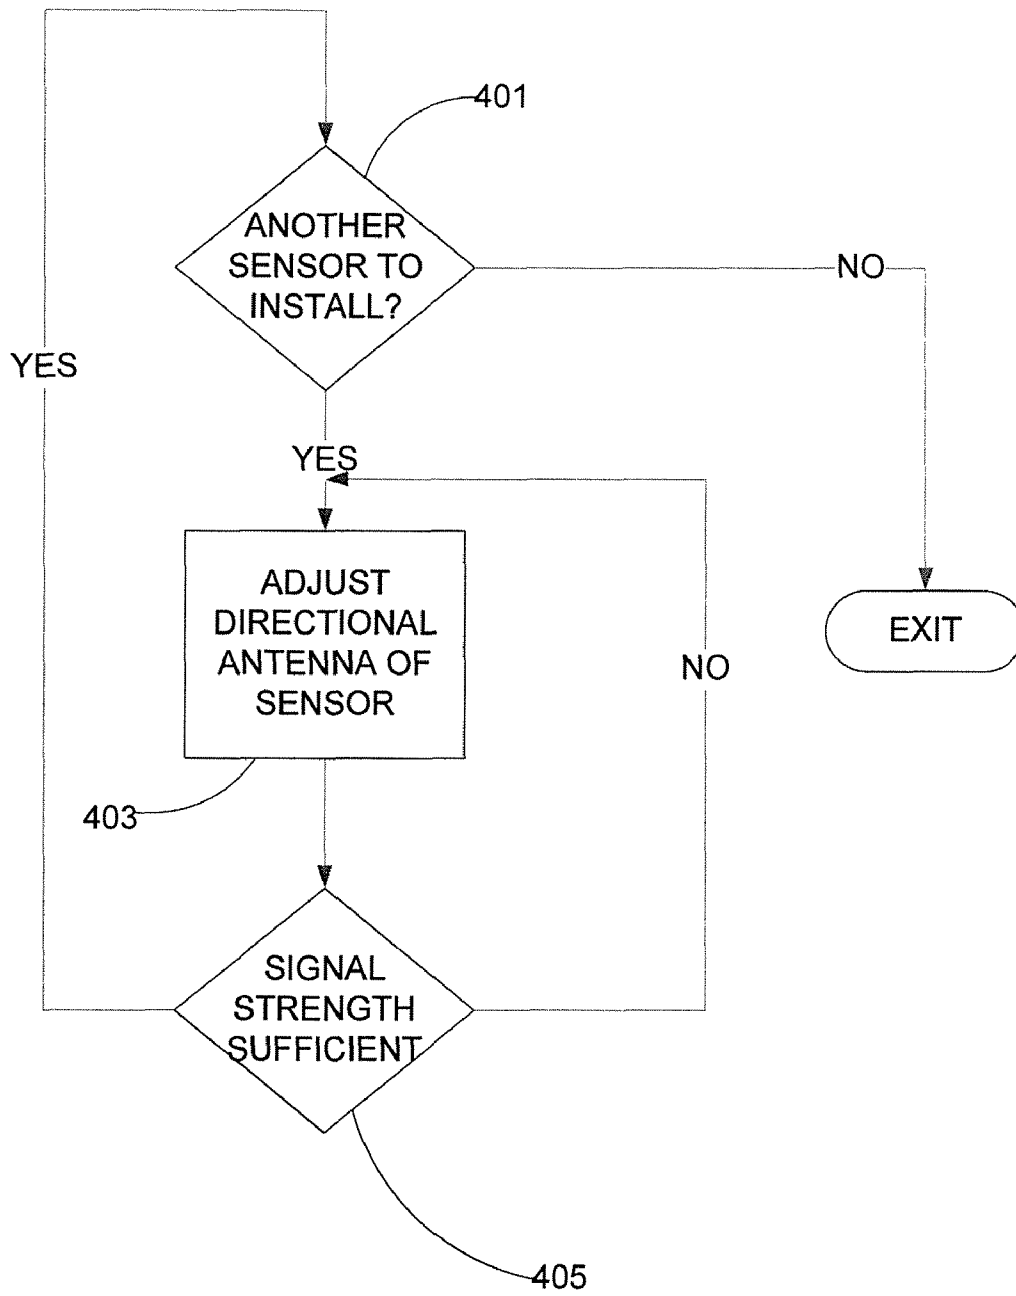 401
ANOTHER
SENSOR TO
INSTALL?
NO
YES
YES
ADJUST
DIRECTIONAL
ANTENNA OF
SENSOR
EXIT
NO
403
SIGNAL
STRENGTH
SUFFICIENT
405